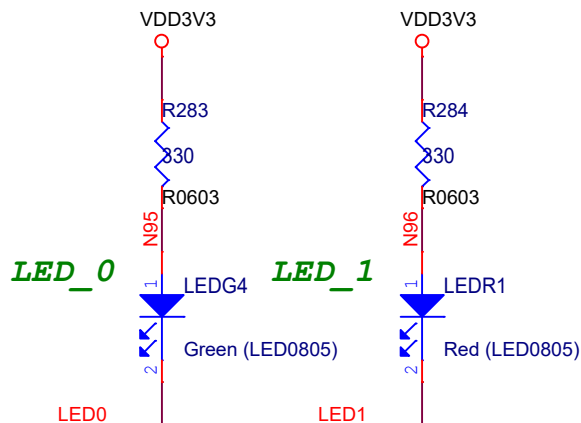 VDD3V3 VDD3V3
R283 R284
330 330
R0603 R0603
N95 N96
LED_0 LED_1
1 LEDG4 1 LEDR1
Green (LED0805) Red (LED0805)
2 2
LED0 LED1